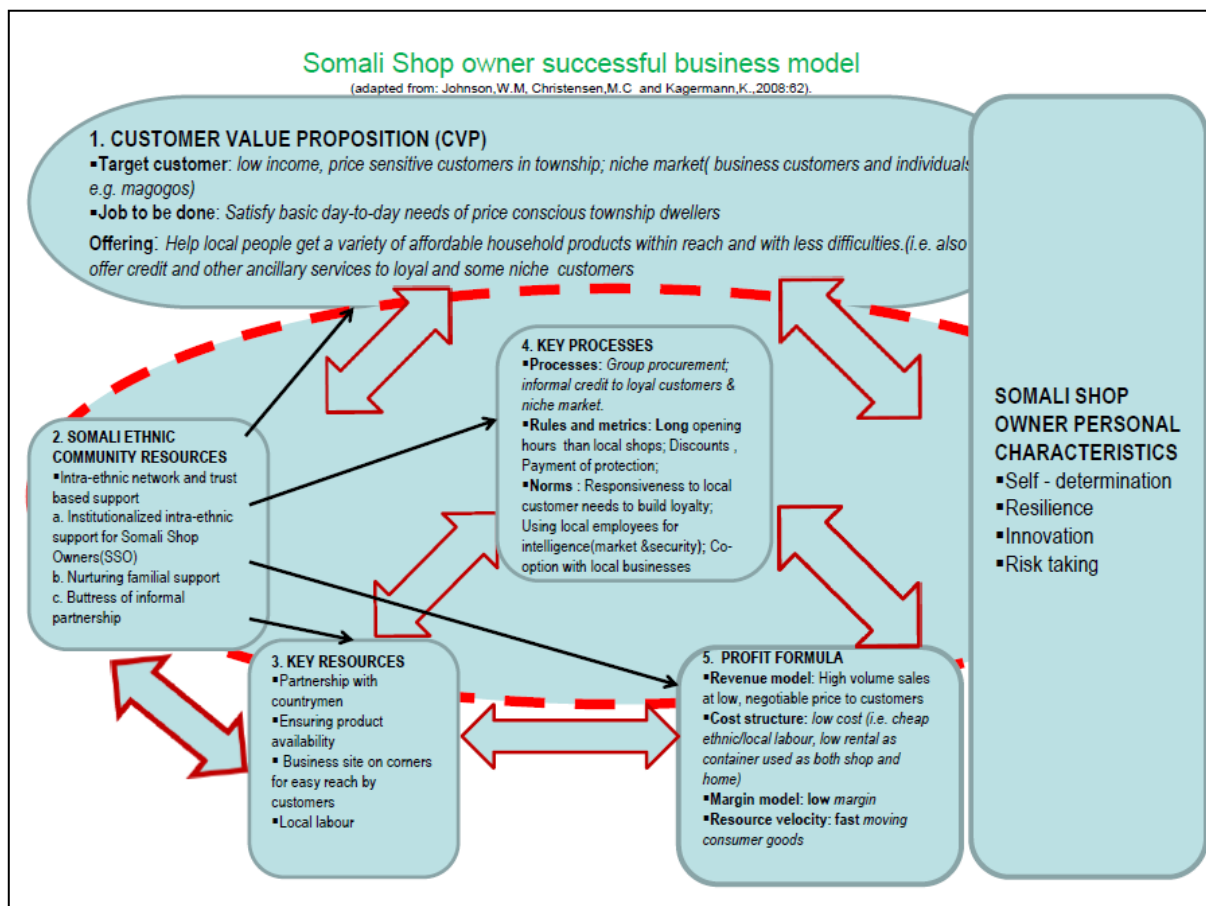 Somali Shop owner successful business model
(adapted from: Johnson,W.M, Christensen,M.C and Kagermann,K.,2008:62).
1. CUSTOMER VALUE PROPOSITION (CVP)
▪Target customer: low income, price sensitive customers in township; niche market( business customers and individuals
e.g. magogos)
▪Job to be done: Satisfy basic day-to-day needs of price conscious township dwellers
Offering: Help local people get a variety of affordable household products within reach and with less difficulties.(i.e. also
offer credit and other ancillary services to loyal and some niche customers
2. SOMALI ETHNIC
COMMUNITY RESOURCES
▪Intra-ethnic network and trust
based support
a. Institutionalized intra-ethnic
support for Somali Shop
Owners(SSO)
b. Nurturing familial support
c. Buttress of informal
partnership
3. KEY RESOURCES
▪Partnership with
countrymen
▪Ensuring product
availability
▪ Business site on corners
for easy reach by
customers
▪Local labour
4. KEY PROCESSES
▪Processes: Group procurement;
informal credit to loyal customers &
niche market.
▪Rules and metrics: Long opening
hours than local shops; Discounts ,
Payment of protection;
▪Norms : Responsiveness to local
customer needs to build loyalty;
Using local employees for
intelligence(market &security); Co-
option with local businesses
5. PROFIT FORMULA
▪Revenue model: High volume sales
at low, negotiable price to customers
▪Cost structure: low cost (i.e. cheap
ethnic/local labour, low rental as
container used as both shop and
home)
▪Margin model: low margin
▪Resource velocity: fast moving
consumer goods
SOMALI SHOP
OWNER PERSONAL
CHARACTERISTICS
▪Self - determination
▪Resilience
▪Innovation
▪Risk taking